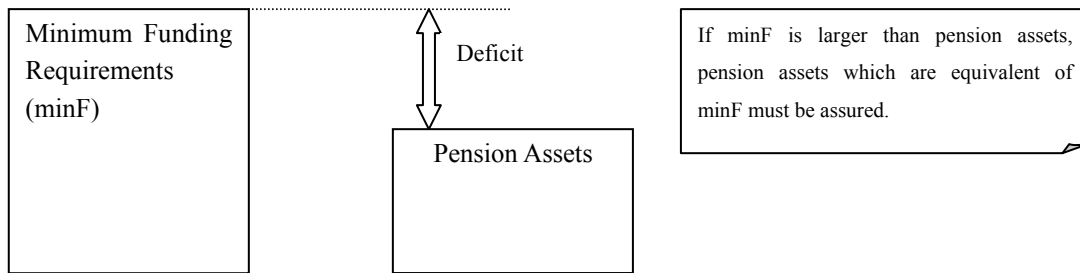 Minimum Funding
Requirements
(minF)
Deficit
Pension Assets
If minF is larger than pension assets,
pension assets which are equivalent of
minF must be assured.